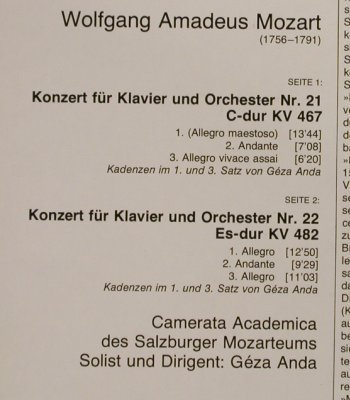 Wolfgang Amadeus Mozart
(1756–1791)
SEITE 1:
Konzert für Klavier und Orchester Nr. 21
C-dur KV 467
1. (Allegro maestoso) [13'44]
2. Andante [7'08]
3. Allegro vivace assai [6'20]
Kadenzen im 1. und 3. Satz von Géza Anda
SEITE 2:
Konzert für Klavier und Orchester Nr. 22
Es-dur KV 482
1. Allegro [12'50]
2. Andante [9'29]
3. Allegro [11'03]
Kadenzen im 1. und 3. Satz von Géza Anda
Camerata Academica
des Salzburger Mozarteums
Solist und Dirigent: Géza Anda